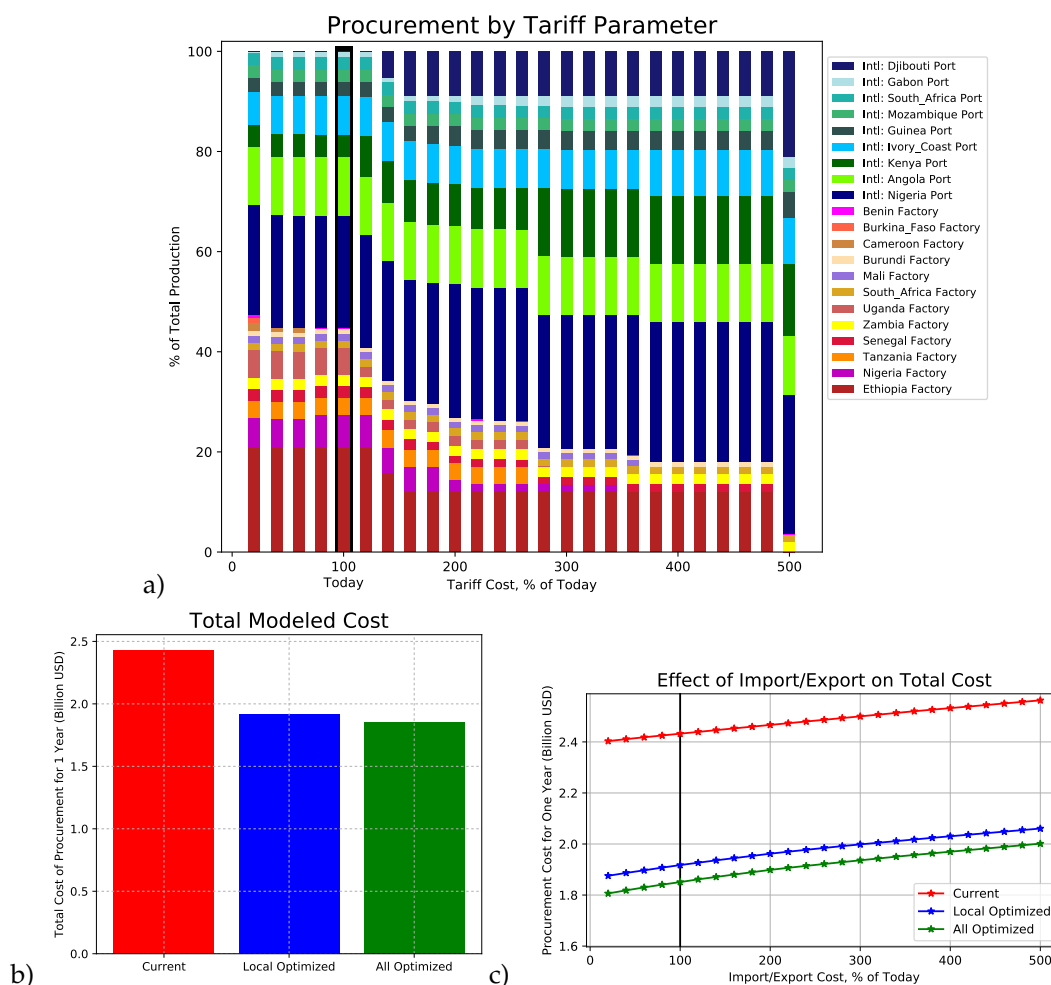 Procurement by Tariff Parameter
% of Total Production
100
80
60
40
20
0
0
100
200
300
400
500
Today
Tariff Cost, % of Today
Intl: Djibouti Port
Intl: Gabon Port
Intl: South_Africa Port
Intl: Mozambique Port
Intl: Guinea Port
Intl: Ivory_Coast Port
Intl: Kenya Port
Intl: Angola Port
Intl: Nigeria Port
Benin Factory
Burkina_Faso Factory
Cameroon Factory
Burundi Factory
Mali Factory
South_Africa Factory
Uganda Factory
Zambia Factory
Senegal Factory
Tanzania Factory
Nigeria Factory
Ethiopia Factory
a)
Total Modeled Cost
Total Cost of Procurement for 1 Year (Billion USD)
2.5
2.0
1.5
1.0
0.5
0.0
Current
Local Optimized
All Optimized
b)
Effect of Import/Export on Total Cost
Procurement Cost for One Year (Billion USD)
2.4
2.2
2.0
1.8
1.6
0
100
200
300
400
500
Import/Export Cost, % of Today
Current
Local Optimized
All Optimized
c)